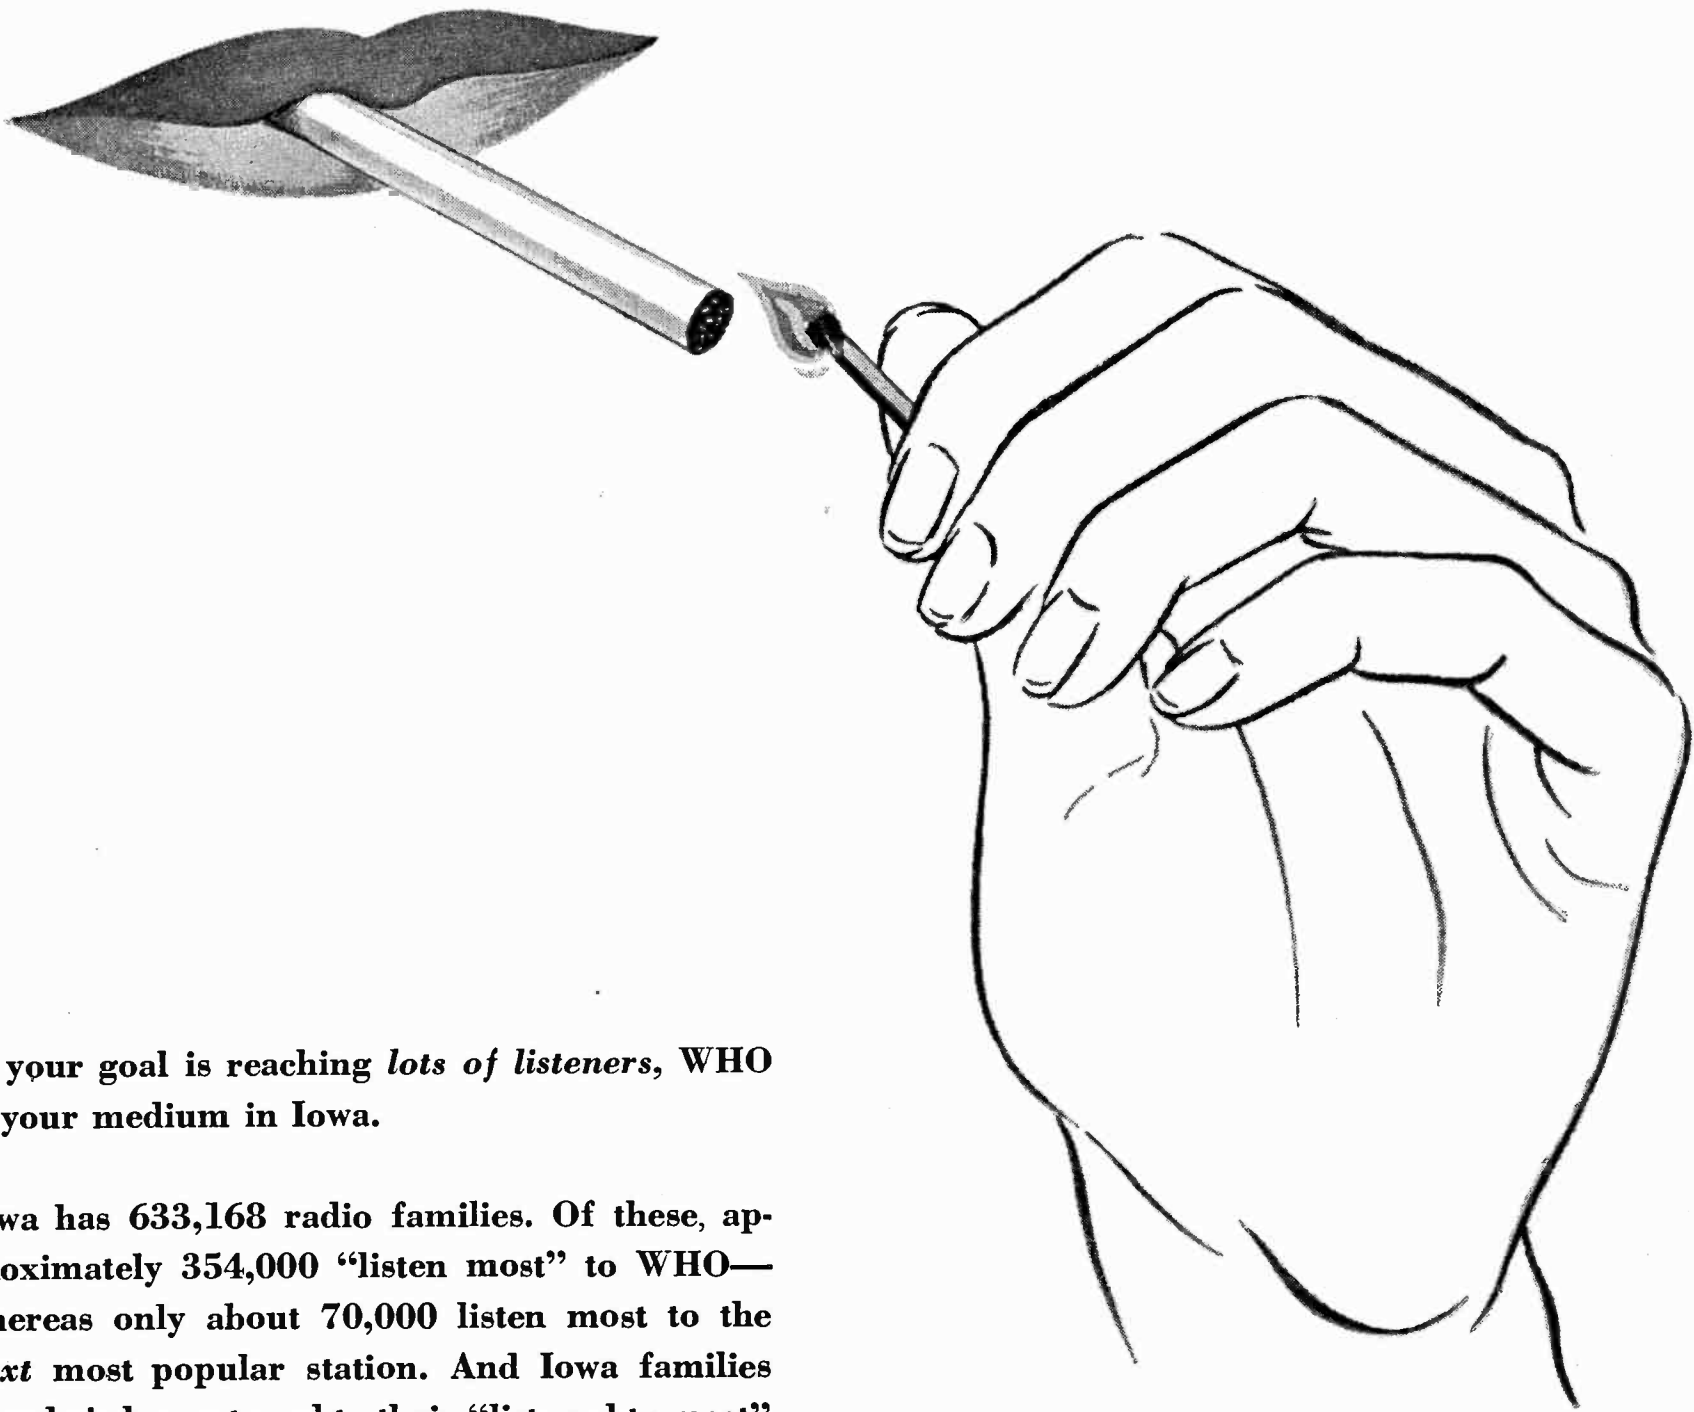 your goal is reaching lots of listeners, WHO
your medium in Iowa.
wa has 633,168 radio families. Of these, ap-
oximately 354,000 “listen most” to WHO—
ereas only about 70,000 listen most to the
xt most popular station. And Iowa families